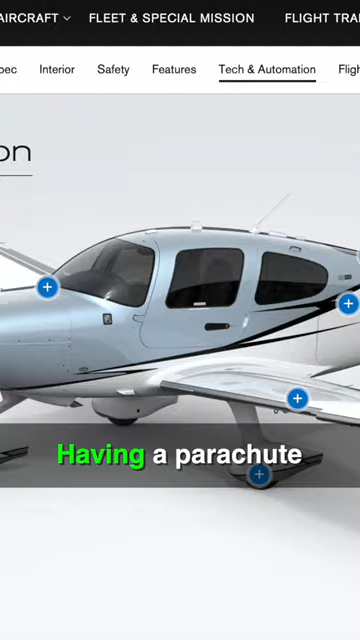 AIRCRAFT FLEET & SPECIAL MISSION FLIGHT TRA
pec Interior Safety Features Tech & Automation Fligh
on
Having a parachute